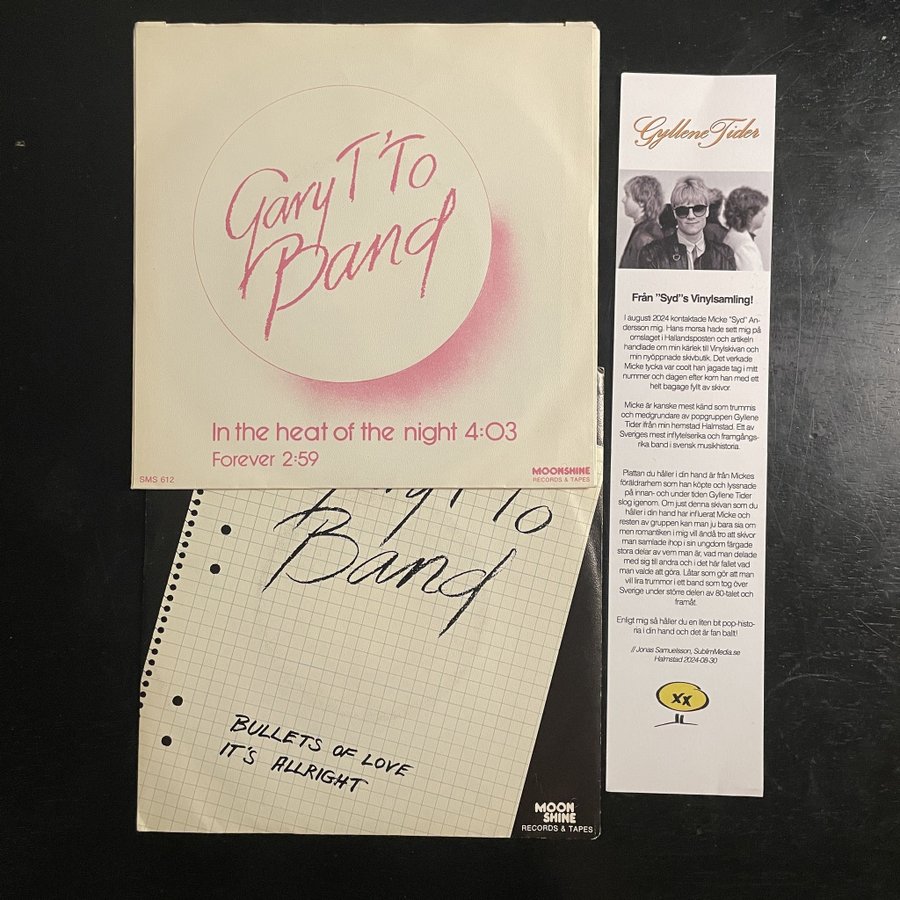 Gary T'To
Band
In the heat of the night 4:03
Forever 2:59
SMS 612
MOONSHINE
RECORDS & TAPES
Gary T'To
Band
BULLETS OF LOVE
IT'S ALLRIGHT
MOON
SHINE
RECORDS & TAPES
Gyllene Tider
Från "Syd"s Vinylsamling!
I augusti 2024 kontaktade Micke "Syd" An-
dersson mig. Hans morsa hade sett mig på
omslaget i Hallandsposten och artikeln
handlade om min kärlek till Vinylskivan och
min nyöppnade skivbutik. Det verkade
Micke tycka var coolt han jagade tag i mitt
nummer och dagen efter kom han med ett
helt bagage fyllt av skivor.
Micke är kanske mest känd som trummis
och medgrundare av popgruppen Gyllene
Tider ifrån min hemstad Halmstad. Ett av
Sveriges mest inflytelserika och framgångs-
rika band i svensk musikhistoria.
Plattan du håller i din hand är från Mickes
föräldrarhem som han köpte och lyssnade
på innan- och under tiden Gyllene Tider
slog igenom. Om just denna skivan som du
håller i din hand har influerat Micke och
resten av gruppen kan man ju bara sia om
men romantiken i mig vill ändå tro att skivor
man samlade ihop i sin ungdom färgade
stora delar av vem man är, vad man delade
med sig till andra och i det här fallet vad
man valde att göra. Låtar som gör att man
vill lira trummor i ett band som tog över
Sverige under större delen av 80-talet och
framåt.
Enligt mig så håller du en liten bit pop-histo-
ria i din hand och det är fan ballt!
// Jonas Samuelsson, SublimMedia.se
Halmstad 2024-08-30
XX